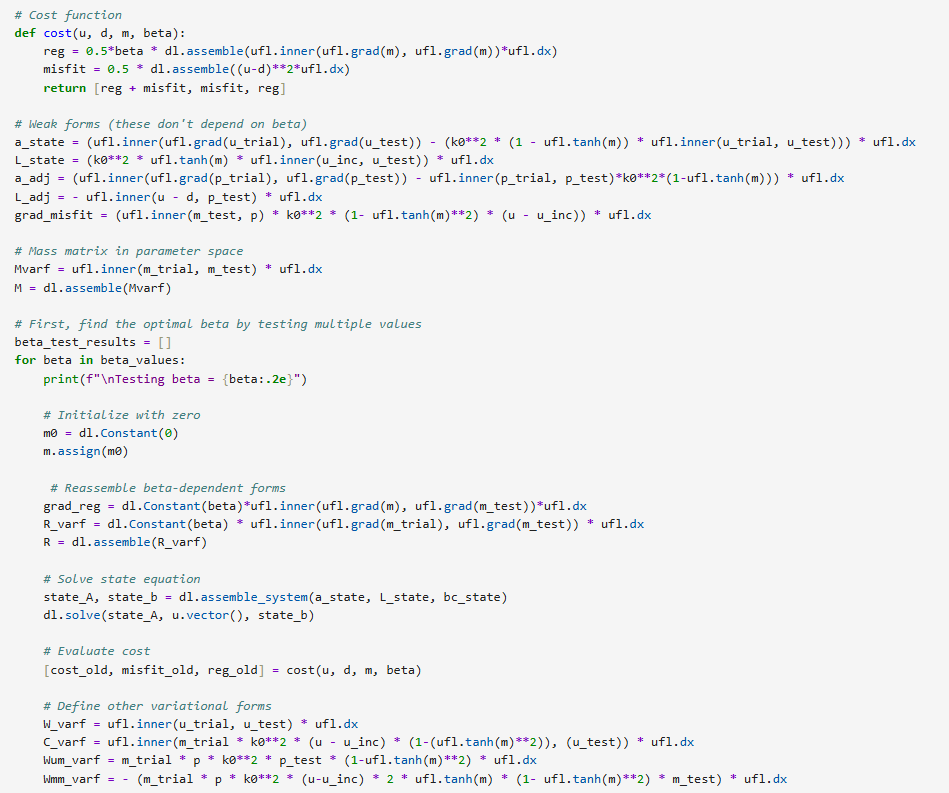 # Cost function
def cost(u, d, m, beta):
    reg = 0.5*beta * dl.assemble(ufl.inner(ufl.grad(m), ufl.grad(m))*ufl.dx)
    misfit = 0.5 * dl.assemble((u-d)**2*ufl.dx)
    return [reg + misfit, misfit, reg]

# Weak forms (these don't depend on beta)
a_state = (ufl.inner(ufl.grad(u_trial), ufl.grad(u_test)) - (k0**2 * (1 - ufl.tanh(m)) * ufl.inner(u_trial, u_test))) * ufl.dx
L_state = (k0**2 * ufl.tanh(m) * ufl.inner(u_inc, u_test)) * ufl.dx
a_adj = (ufl.inner(ufl.grad(p_trial), ufl.grad(p_test)) - ufl.inner(p_trial, p_test)*k0**2*(1-ufl.tanh(m))) * ufl.dx
L_adj = - ufl.inner(u - d, p_test) * ufl.dx
grad_misfit = (ufl.inner(m_test, p) * k0**2 * (1- ufl.tanh(m)**2) * (u - u_inc)) * ufl.dx

# Mass matrix in parameter space
Mvarf = ufl.inner(m_trial, m_test) * ufl.dx
M = dl.assemble(Mvarf)

# First, find the optimal beta by testing multiple values
beta_test_results = []
for beta in beta_values:
    print(f"\nTesting beta = {beta:.2e}")

    # Initialize with zero
    m0 = dl.Constant(0)
    m.assign(m0)

     # Reassemble beta-dependent forms
    grad_reg = dl.Constant(beta)*ufl.inner(ufl.grad(m), ufl.grad(m_test))*ufl.dx
    R_varf = dl.Constant(beta) * ufl.inner(ufl.grad(m_trial), ufl.grad(m_test)) * ufl.dx
    R = dl.assemble(R_varf)

    # Solve state equation
    state_A, state_b = dl.assemble_system(a_state, L_state, bc_state)
    dl.solve(state_A, u.vector(), state_b)

    # Evaluate cost
    [cost_old, misfit_old, reg_old] = cost(u, d, m, beta)

    # Define other variational forms
    W_varf = ufl.inner(u_trial, u_test) * ufl.dx
    C_varf = ufl.inner(m_trial * k0**2 * (u - u_inc) * (1-(ufl.tanh(m)**2)), (u_test)) * ufl.dx
    Wum_varf = m_trial * p * k0**2 * p_test * (1-ufl.tanh(m)**2) * ufl.dx
    Wmm_varf = - (m_trial * p * k0**2 * (u-u_inc) * 2 * ufl.tanh(m) * (1- ufl.tanh(m)**2) * m_test) * ufl.dx